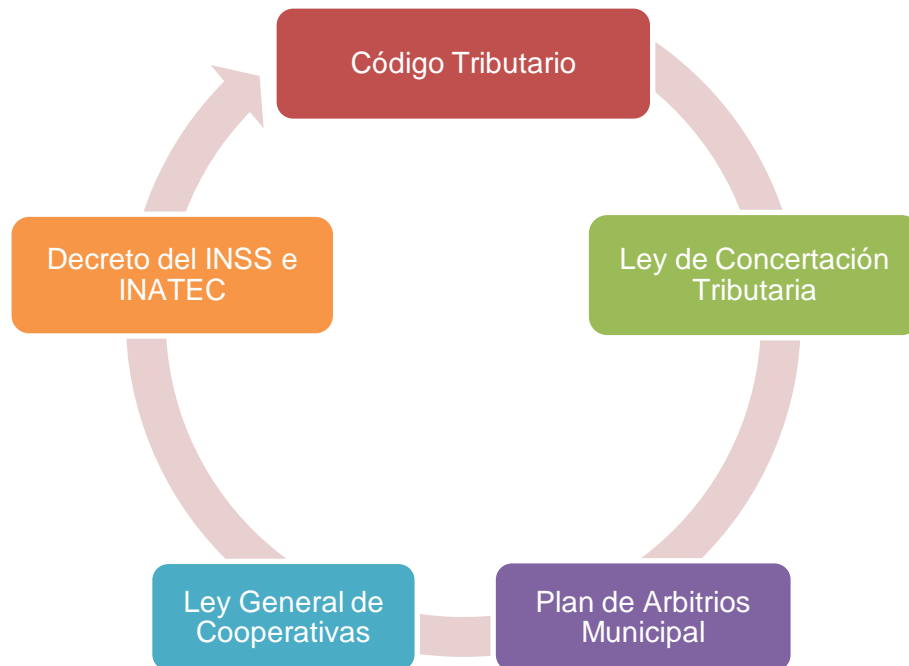 Código Tributario
Ley de Concertación
Tributaria
Plan de Arbitrios
Municipal
Ley General de
Cooperativas
Decreto del INSS e
INATEC